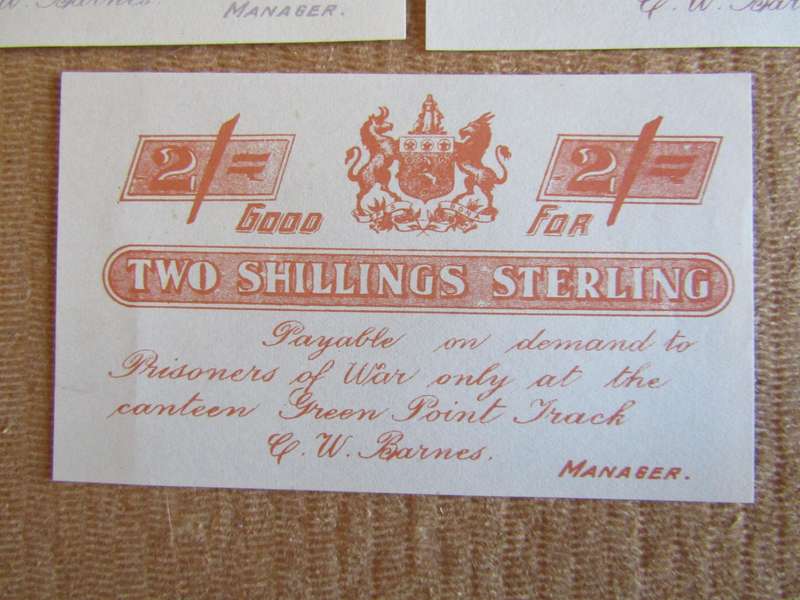 W. Barnes.
MANAGER.
C. W. Bar
2/= 2/=
GOOD FOR
TWO SHILLINGS STERLING
Payable on demand to
Prisoners of War only at the
canteen Green Point Track
C. W. Barnes.
MANAGER.